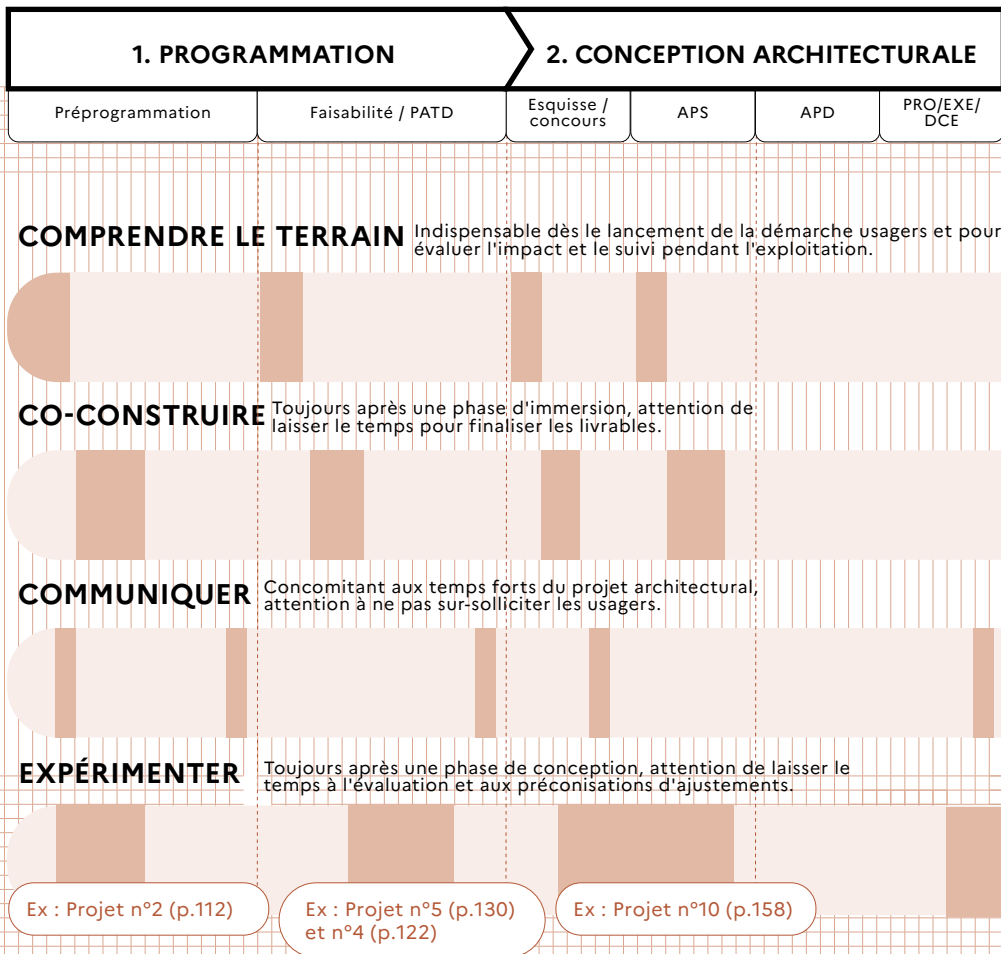 1. PROGRAMMATION
2. CONCEPTION ARCHITECTURALE
Préprogrammation
Faisabilité / PATD
Esquisse /
concours
APS
APD
PRO/EXE/
DCE
COMPRENDRE LE TERRAIN
Indispensable dès le lancement de la démarche usagers et pour
évaluer l'impact et le suivi pendant l'exploitation.
CO-CONSTRUIRE
Toujours après une phase d'immersion, attention de
laisser le temps pour finaliser les livrables.
COMMUNIQUER
Concomitant aux temps forts du projet architectural,
attention à ne pas sur-solliciter les usagers.
EXPÉRIMENTER
Toujours après une phase de conception, attention de laisser le
temps à l'évaluation et aux préconisations d'ajustements.
Ex : Projet n°2 (p.112)
Ex : Projet n°5 (p.130)
et n°4 (p.122)
Ex : Projet n°10 (p.158)